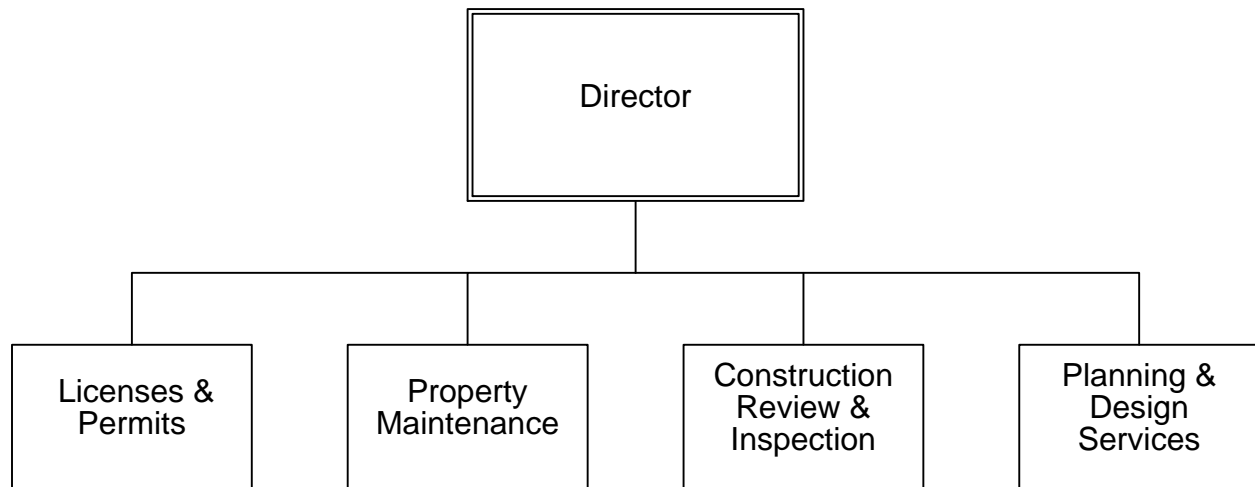 Director
Licenses &
Permits
Property
Maintenance
Construction
Review &
Inspection
Planning &
Design
Services